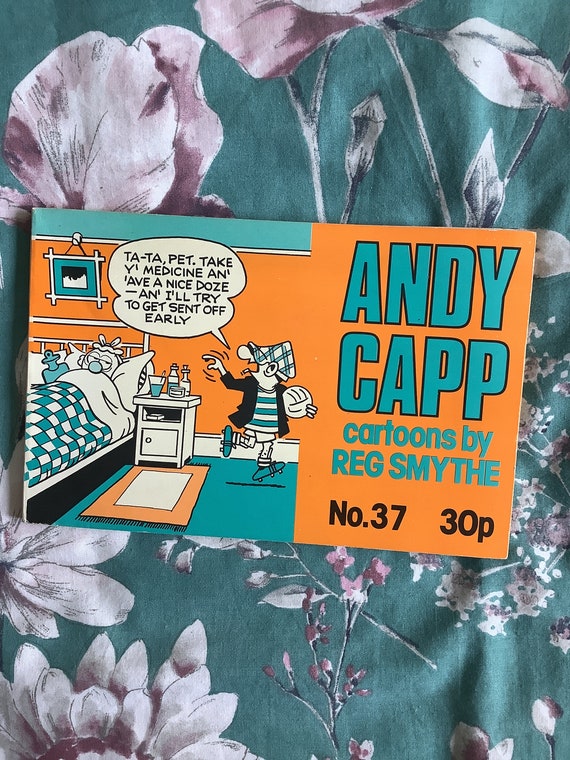 TA-TA, PET. TAKE
Y' MEDICINE AN'
'AVE A NICE DOZE
—AN' I'LL TRY
TO GET SENT OFF
EARLY
ANDY
CAPP
cartoons by
REG SMYTHE
No.37 30p